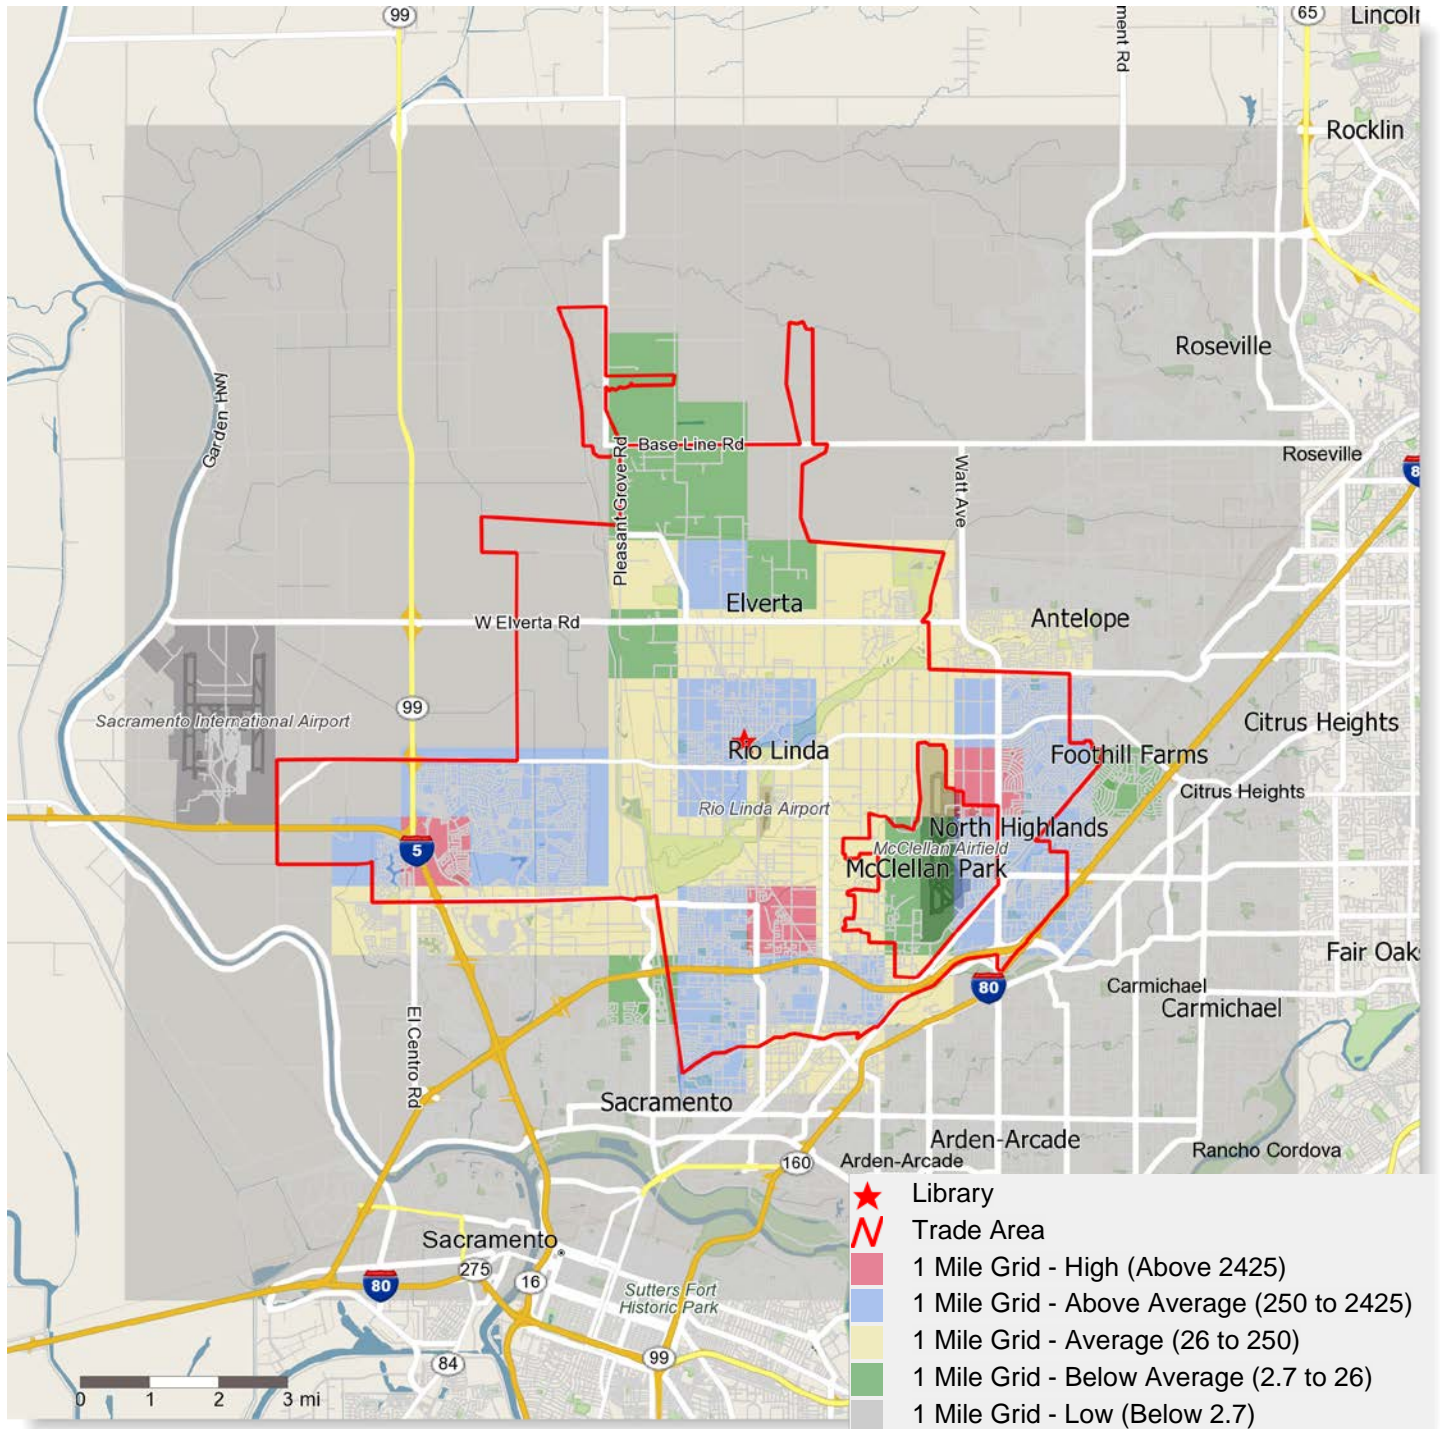 99
ment Rd
65
Lincoln
Rocklin
Roseville
Garden Hwy
Pleasant Grove Rd
Base Line Rd
Watt Ave
Roseville
8
Elverta
W Elverta Rd
Antelope
99
Sacramento International Airport
Citrus Heights
Rio Linda
Foothill Farms
Citrus Heights
Rio Linda Airport
North Highlands
McClellan Airfield
McClellan Park
5
Fair Oak
80
Carmichael
Carmichael
El Centro Rd
Sacramento
Arden-Arcade
Rancho Cordova
160
Arden-Arcade
Sacramento
275
16
80
Sutters Fort
Historic Park
99
84
0 1 2 3 mi
Library
Trade Area
1 Mile Grid - High (Above 2425)
1 Mile Grid - Above Average (250 to 2425)
1 Mile Grid - Average (26 to 250)
1 Mile Grid - Below Average (2.7 to 26)
1 Mile Grid - Low (Below 2.7)